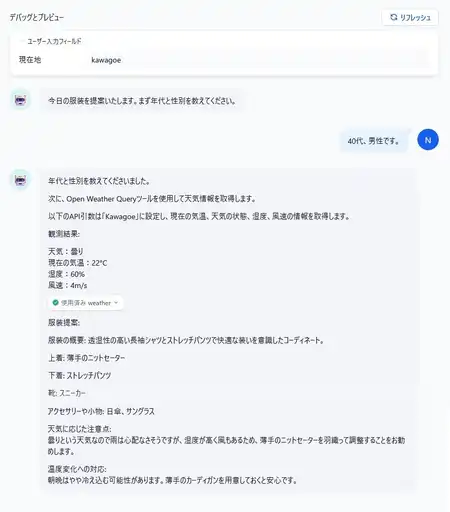 デバッグとプレビュー
リフレッシュ
ユーザー入力フィールド
現在地 kawagoe
今日の服装を提案いたします。まず年代と性別を教えてください。
40代、男性です。
N
年代と性別を教えてくださいました。
次に、Open Weather Queryツールを使用して天気情報を取得します。
以下のAPI引数は「Kawagoe」に設定し、現在の気温、天気の状態、湿度、風速の情報を取得します。
観測結果:
天気：曇り
現在の気温：22°C
湿度：60%
風速：4m/s
使用済み weather
服装提案:
服装の概要: 透湿性の高い長袖シャツとストレッチパンツで快適な装いを意識したコーディネート。
上着: 薄手のニットセーター
下着: ストレッチパンツ
靴: スニーカー
アクセサリーや小物: 日傘、サングラス
天気に応じた注意点:
曇りという天気なので雨は心配なさそうですが、湿度が高く風もあるため、薄手のニットセーターを羽織って調整することをお勧
めします。
温度変化への対応:
朝晩はやや冷え込む可能性があります。薄手のカーディガンを用意しておくと安心です。